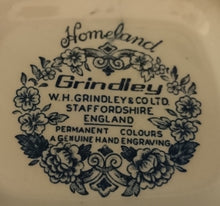 Homeland
Grindley
W.H. GRINDLEY & CO LTD.
STAFFORDSHIRE
ENGLAND
PERMANENT COLOURS
A GENUINE HAND ENGRAVING